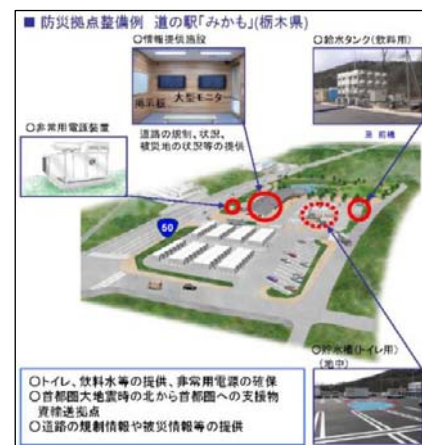 ■ 防災拠点整備例 道の駅「みかも」(栃木県)
○情報提供施設
掲示板
大型モニター
道路の規制、状況、
被災地の状況等の提供
○給水タンク(飲料用)
○非常用電源装置
50
○貯水槽(トイレ用)
(地中)
○トイレ、飲料水等の提供、非常用電源の確保
○首都圏大地震時の北から首都圏への支援物
資輸送拠点
○道路の規制情報や被災情報等の提供